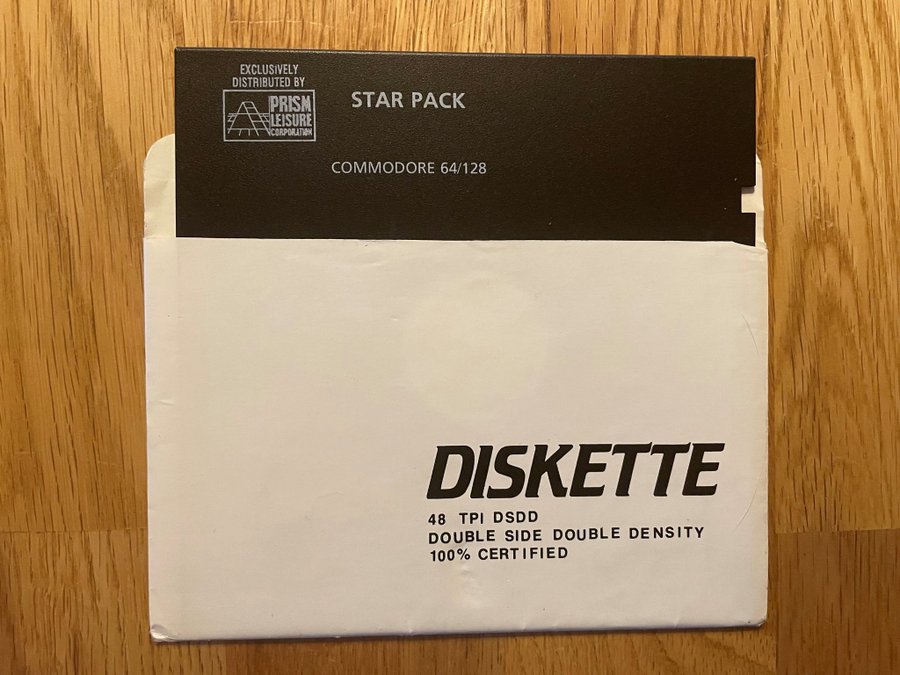 EXCLUSIVELY
DISTRIBUTED BY
PRISM
LEISURE
CORPORATION
STAR PACK
COMMODORE 64/128
DISKETTE
48 TPI DSDD
DOUBLE SIDE DOUBLE DENSITY
100% CERTIFIED